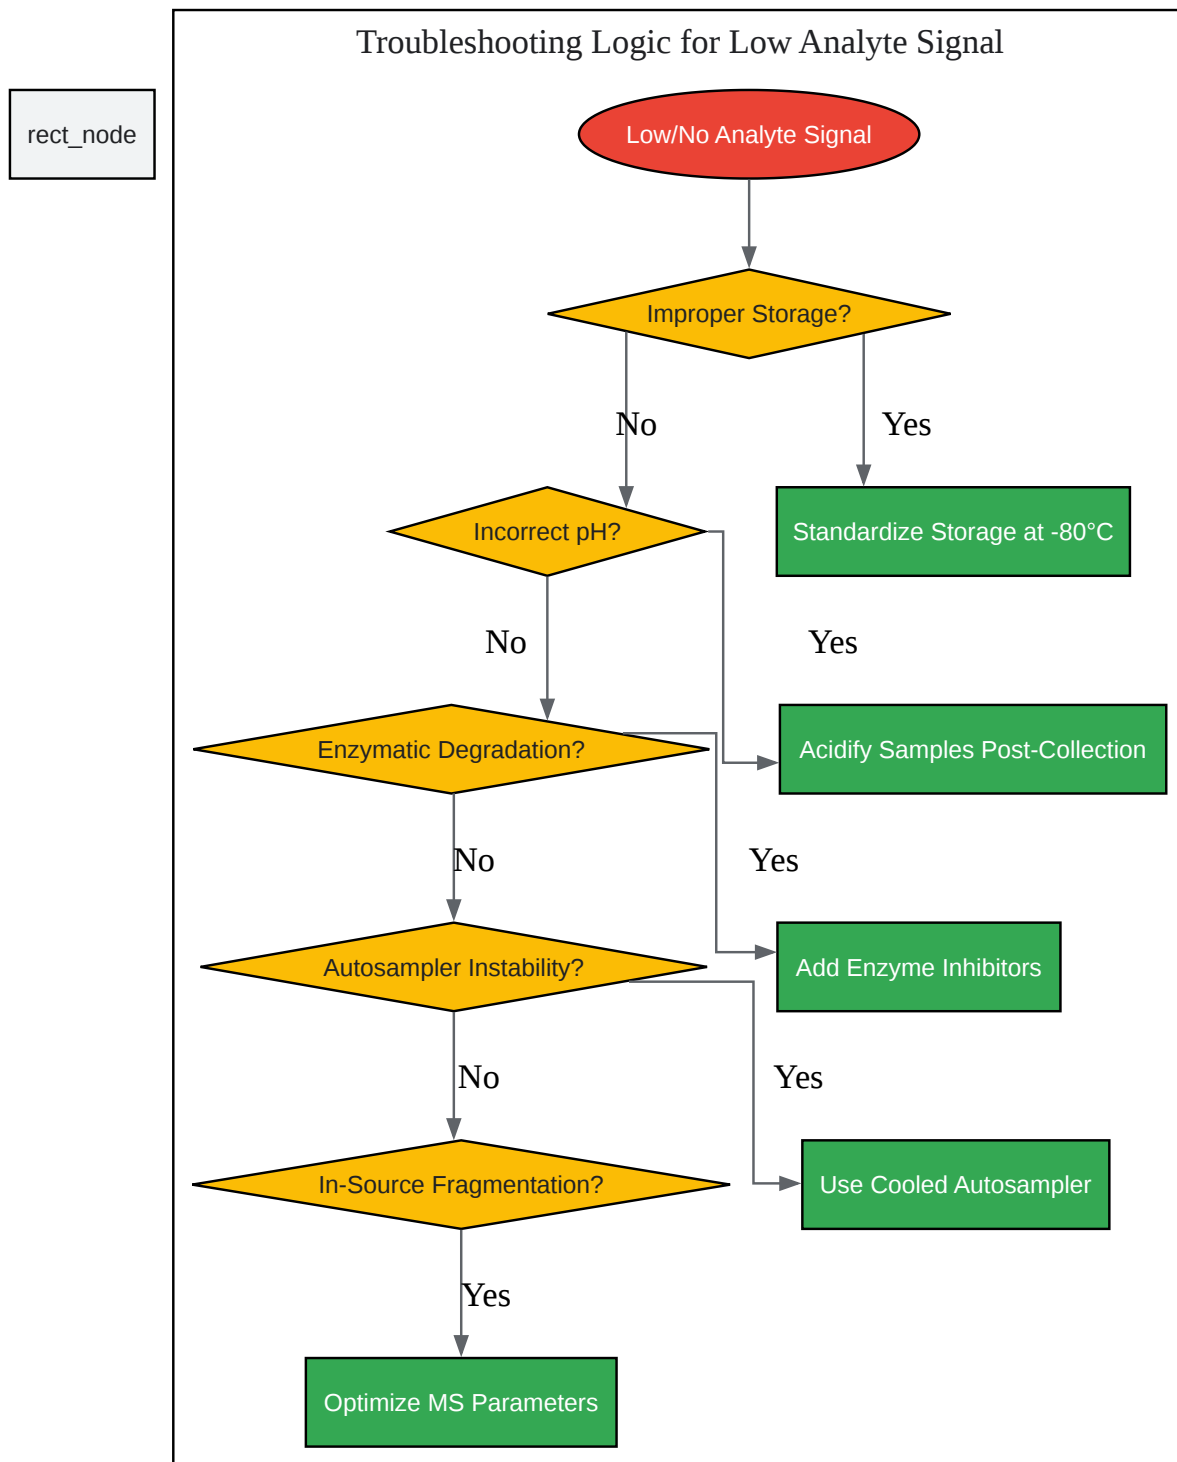 Troubleshooting Logic for Low Analyte Signal
rect_node
Low/No Analyte Signal
Improper Storage?
No
Yes
Incorrect pH?
Standardize Storage at -80°C
No
Yes
Enzymatic Degradation?
Acidify Samples Post-Collection
No
Yes
Autosampler Instability?
Add Enzyme Inhibitors
No
Yes
In-Source Fragmentation?
Use Cooled Autosampler
Yes
Optimize MS Parameters